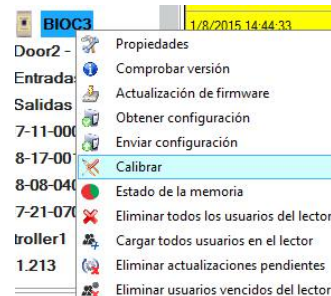 BIOC3
1/8/2015 14:44:33
Door2 -
Propiedades
Comprobar versión
Entrada
Actualización de firmware
Salidas
Obtener configuración
7-11-000
Enviar configuración
8-17-00
Calibrar
8-08-040
Estado de la memoria
7-21-070
Eliminar todos los usuarios del lector
troller1
Cargar todos usuarios en el lector
1.213
Eliminar actualizaciones pendientes
Eliminar usuarios vencidos del lector